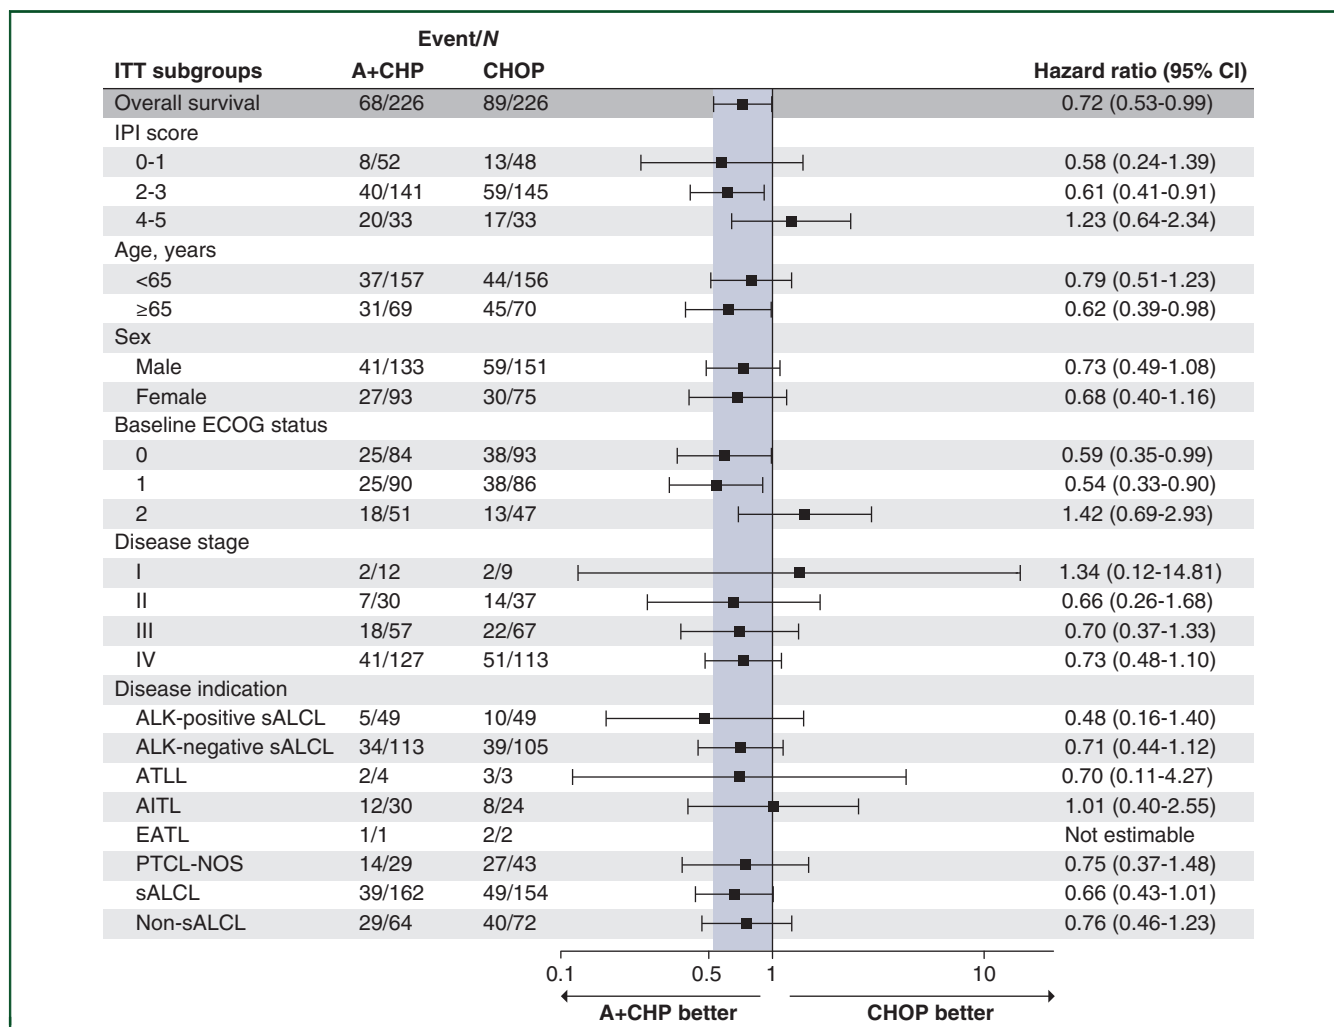 Event/N
ITT subgroups A+CHP CHOP Hazard ratio (95% CI)
Overall survival 68/226 89/226 0.72 (0.53-0.99)
IPI score
0-1 8/52 13/48 0.58 (0.24-1.39)
2-3 40/141 59/145 0.61 (0.41-0.91)
4-5 20/33 17/33 1.23 (0.64-2.34)
Age, years
<65 37/157 44/156 0.79 (0.51-1.23)
≥65 31/69 45/70 0.62 (0.39-0.98)
Sex
Male 41/133 59/151 0.73 (0.49-1.08)
Female 27/93 30/75 0.68 (0.40-1.16)
Baseline ECOG status
0 25/84 38/93 0.59 (0.35-0.99)
1 25/90 38/86 0.54 (0.33-0.90)
2 18/51 13/47 1.42 (0.69-2.93)
Disease stage
I 2/12 2/9 1.34 (0.12-14.81)
II 7/30 14/37 0.66 (0.26-1.68)
III 18/57 22/67 0.70 (0.37-1.33)
IV 41/127 51/113 0.73 (0.48-1.10)
Disease indication
ALK-positive sALCL 5/49 10/49 0.48 (0.16-1.40)
ALK-negative sALCL 34/113 39/105 0.71 (0.44-1.12)
ATLL 2/4 3/3 0.70 (0.11-4.27)
AITL 12/30 8/24 1.01 (0.40-2.55)
EATL 1/1 2/2 Not estimable
PTCL-NOS 14/29 27/43 0.75 (0.37-1.48)
sALCL 39/162 49/154 0.66 (0.43-1.01)
Non-sALCL 29/64 40/72 0.76 (0.46-1.23)
0.1 0.5 1 10
A+CHP better CHOP better